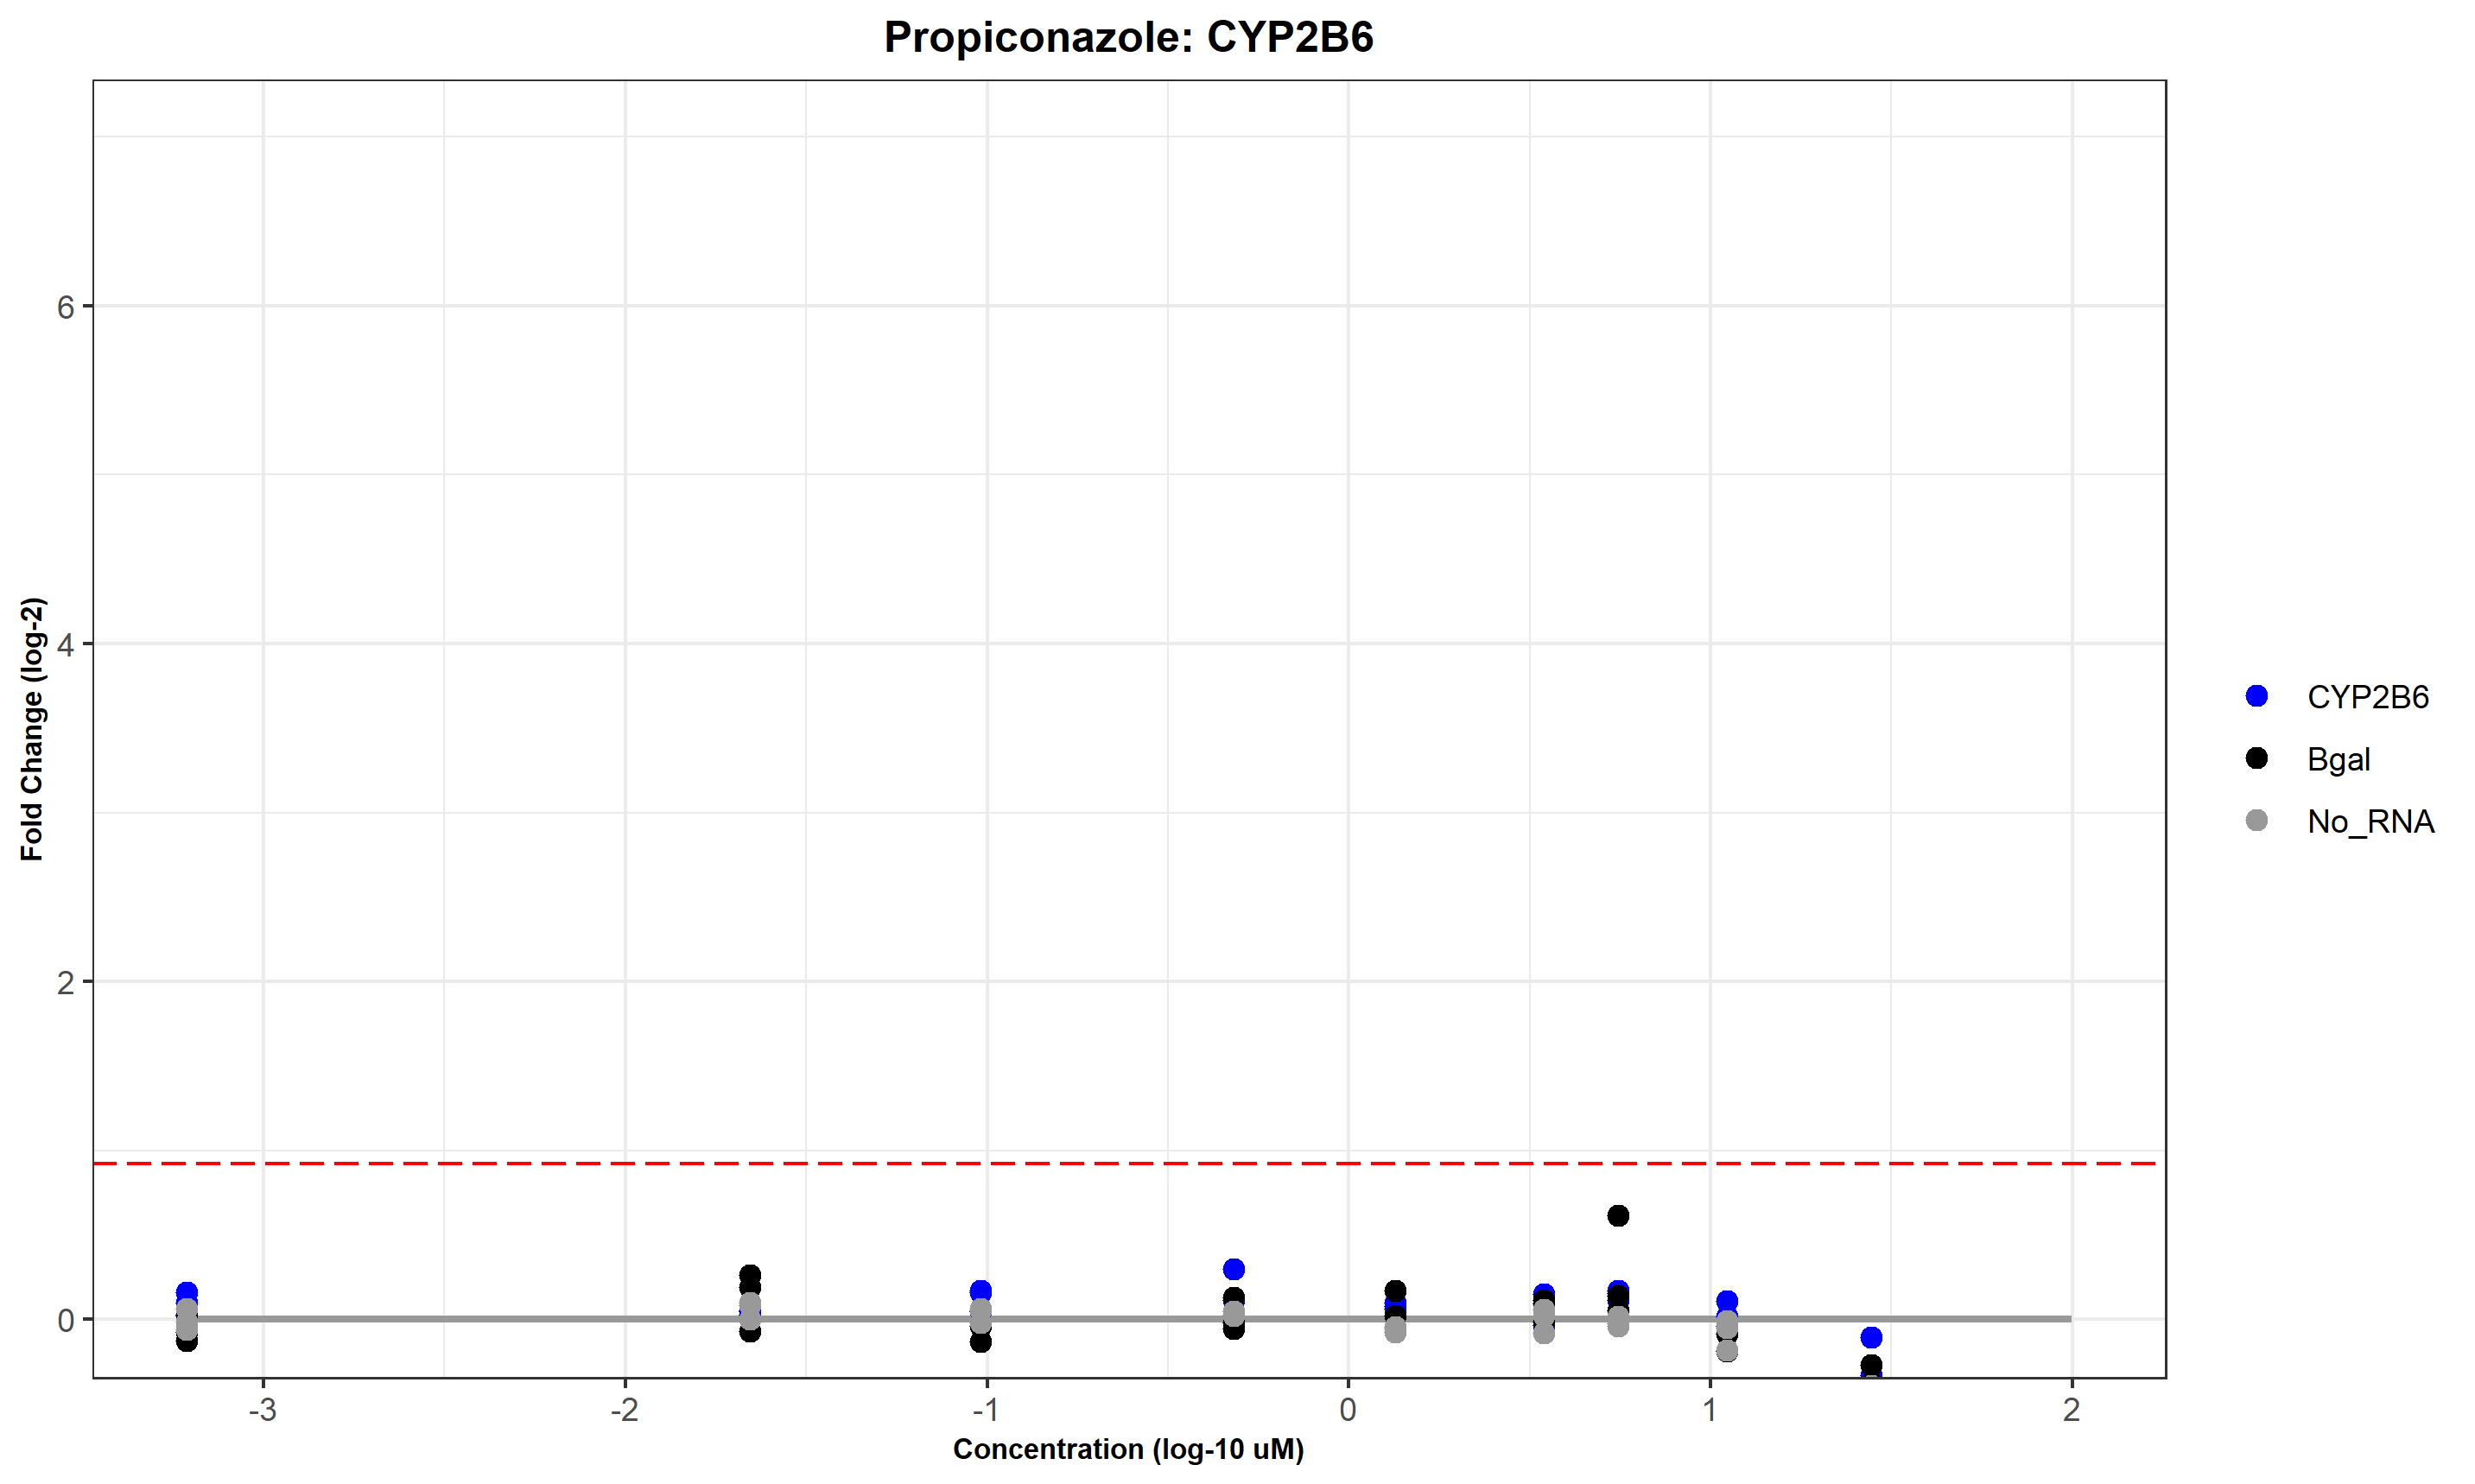 Propiconazole: CYP2B6
Fold Change (log-2)
6
4
2
0
-3
-2
-1
0
1
2
Concentration (log-10 uM)
CYP2B6
Bgal
No_RNA